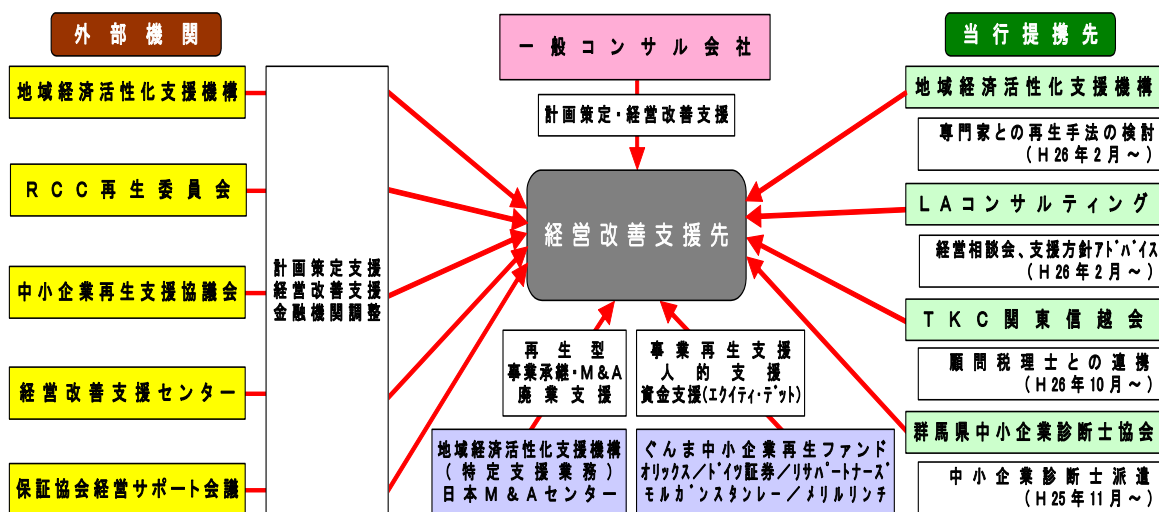 外部機関
地域経済活性化支援機構
RCC再生委員会
中小企業再生支援協議会
経営改善支援センター
保証協会経営サポート会議
計画策定支援
経営改善支援
金融機関調整
一般コンサル会社
計画策定・経営改善支援
経営改善支援先
再生型
事業承継・M&A
廃業支援
地域経済活性化支援機構
(特定支援業務)
日本M&Aセンター
事業再生支援
人的支援
資金支援(エクイティ・デット)
ぐんま中小企業再生ファンド
オリックス/ドイツ証券/リサパートナーズ
モルガンスタンレー/メリルリンチ
当行提携先
地域経済活性化支援機構
専門家との再生手法の検討
(H26年2月~)
LAコンサルティング
経営相談会、支援方針アドバイス
(H26年2月~)
TKC関東信越会
顧問税理士との連携
(H26年10月~)
群馬県中小企業診断士協会
中小企業診断士派遣
(H25年11月~)